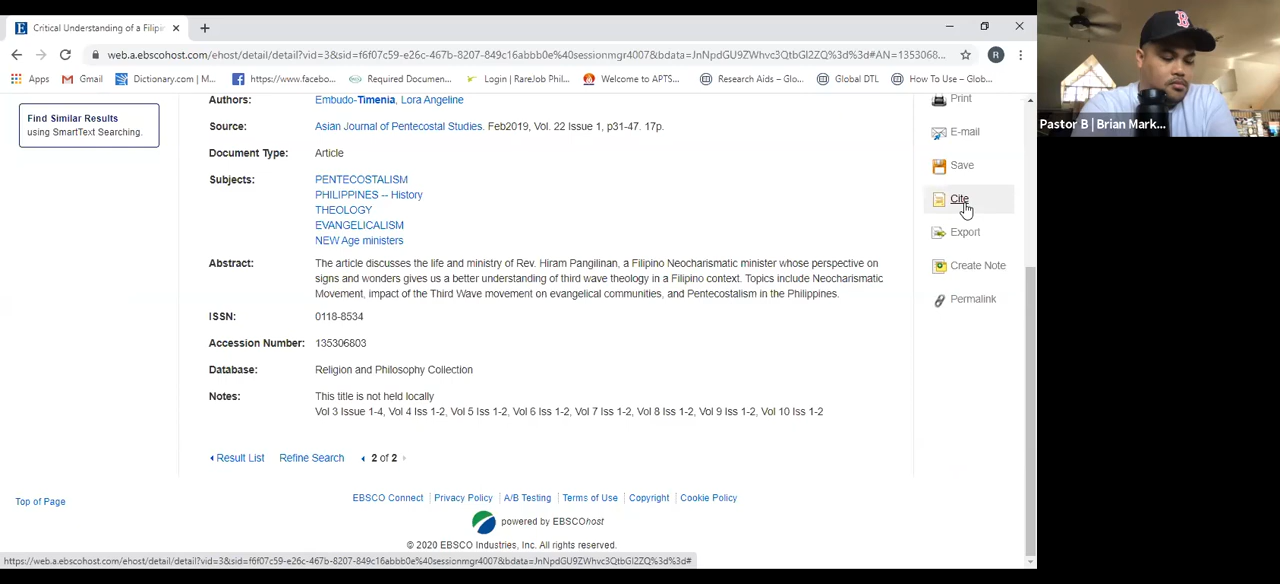 Critical Understanding of a Filipi
web.a.ebscohost.com/ehost/detail/detail?vid=3&sid=f6f07c59-e26c-467b-8207-849c16abbb0e%40sessionmgr4007&bdata=JnNpdGU9ZWhvc3QtbGl2ZQ%3d%3d#AN=1353068...
R
Apps
Gmail
Dictionary.com | M...
https://www.facebo...
Required Documen...
Login | RareJob Phil...
Welcome to APTS...
Research Aids – Glo...
Global DTL
How To Use – Glob...
Pastor B | Brian Mark...
Find Similar Results
using SmartText Searching.
Authors: Embudo-Timenia, Lora Angeline
Source: Asian Journal of Pentecostal Studies. Feb2019, Vol. 22 Issue 1, p31-47. 17p.
Document Type: Article
Subjects: PENTECOSTALISM
PHILIPPINES -- History
THEOLOGY
EVANGELICALISM
NEW Age ministers
Abstract: The article discusses the life and ministry of Rev. Hiram Pangilinan, a Filipino Neocharismatic minister whose perspective on
signs and wonders gives us a better understanding of third wave theology in a Filipino context. Topics include Neocharismatic
Movement, impact of the Third Wave movement on evangelical communities, and Pentecostalism in the Philippines.
ISSN: 0118-8534
Accession Number: 135306803
Database: Religion and Philosophy Collection
Notes: This title is not held locally
Vol 3 Issue 1-4, Vol 4 Iss 1-2, Vol 5 Iss 1-2, Vol 6 Iss 1-2, Vol 7 Iss 1-2, Vol 8 Iss 1-2, Vol 9 Iss 1-2, Vol 10 Iss 1-2
Print
E-mail
Save
Cite
Export
Create Note
Permalink
Result List Refine Search 2 of 2
Top of Page
EBSCO Connect Privacy Policy A/B Testing Terms of Use Copyright Cookie Policy
powered by EBSCOhost
© 2020 EBSCO Industries, Inc. All rights reserved.
https://web.a.ebscohost.com/ehost/detail/detail?vid=3&sid=f6f07c59-e26c-467b-8207-849c16abbb0e%40sessionmgr4007&bdata=JnNpdGU9ZWhvc3QtbGl2ZQ%3d%3d#